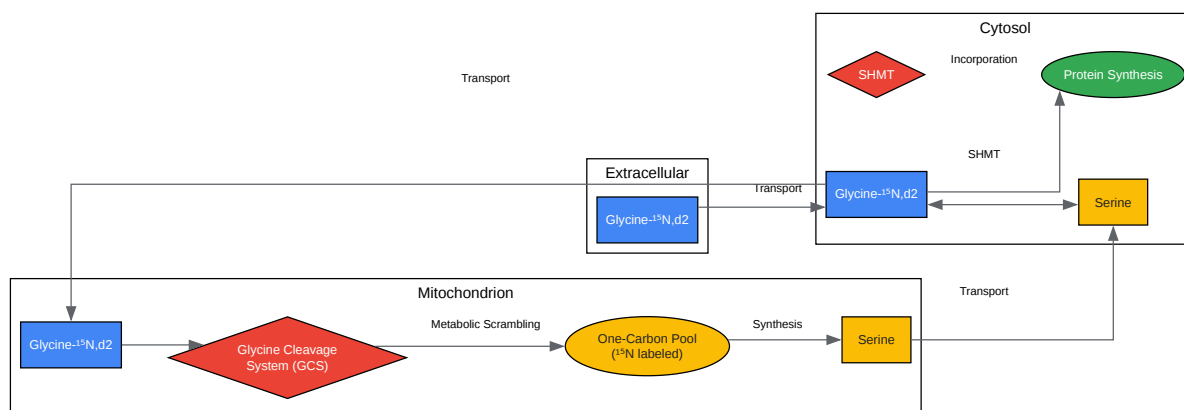 Cytosol
SHMT
Incorporation
Protein Synthesis
Transport
SHMT
Extracellular
Transport
Glycine-¹⁵N,d2
Glycine-¹⁵N,d2
Serine
Mitochondrion
Transport
Glycine-¹⁵N,d2
Glycine Cleavage
System (GCS)
Metabolic Scrambling
One-Carbon Pool
(¹⁵N labeled)
Synthesis
Serine